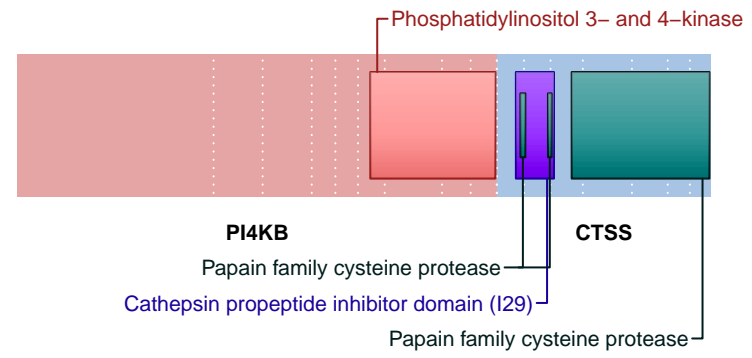 Phosphatidylinositol 3− and 4−kinase
PI4KB CTSS
Papain family cysteine protease
Cathepsin propeptide inhibitor domain (I29)
Papain family cysteine protease